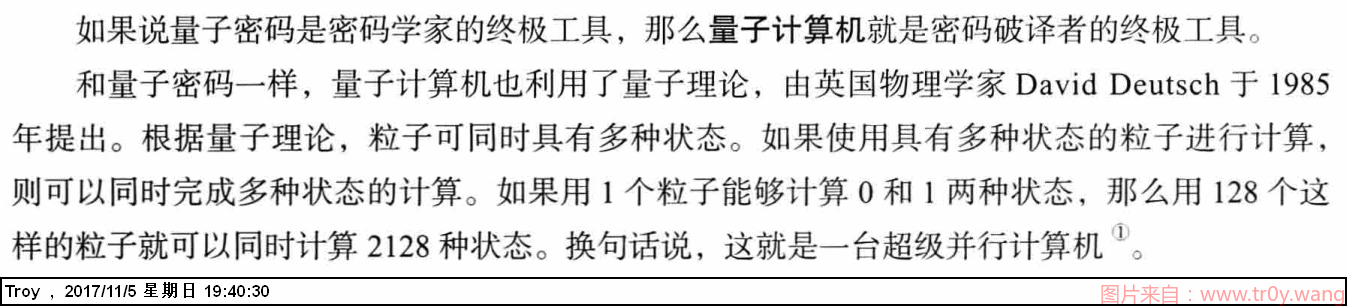 如果说量子密码是密码学家的终极工具，那么量子计算机就是密码破译者的终极工具。
和量子密码一样，量子计算机也利用了量子理论，由英国物理学家 David Deutsch 于 1985
年提出。根据量子理论，粒子可同时具有多种状态。如果使用具有多种状态的粒子进行计算，
则可以同时完成多种状态的计算。如果用 1 个粒子能够计算 0 和 1 两种状态，那么用 128 个这
样的粒子就可以同时计算 2128 种状态。换句话说，这就是一台超级并行计算机①。
Troy , 2017/11/5 星期日 19:40:30
图片来自：www.tr0y.wang